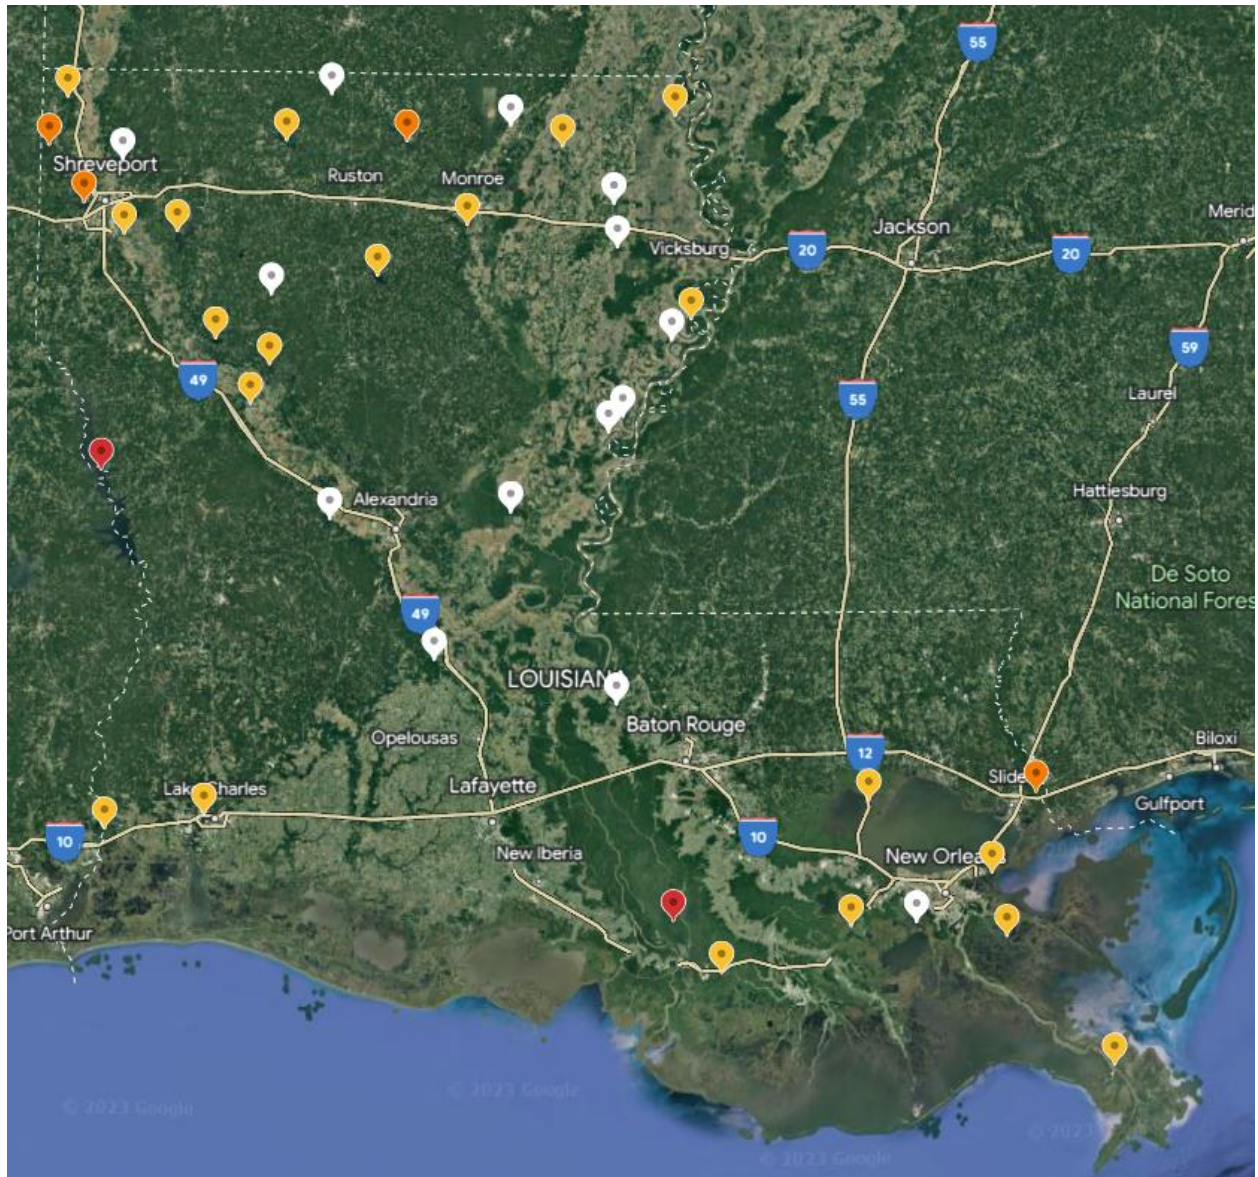 55
Shreveport
Ruston
Monroe
Jackson
Merid
Vicksburg
20
20
59
49
55
Laurel
Alexandria
Hattiesburg
De Soto
National Fores
49
LOUISIAN
Baton Rouge
Opelousas
12
Biloxi
Lake Charles
Lafayette
Slide
Gulfport
10
10
New Iberia
New Orlea
Port Arthur
© 2023 Google
© 2023 Google
© 2023
© 2023 Google